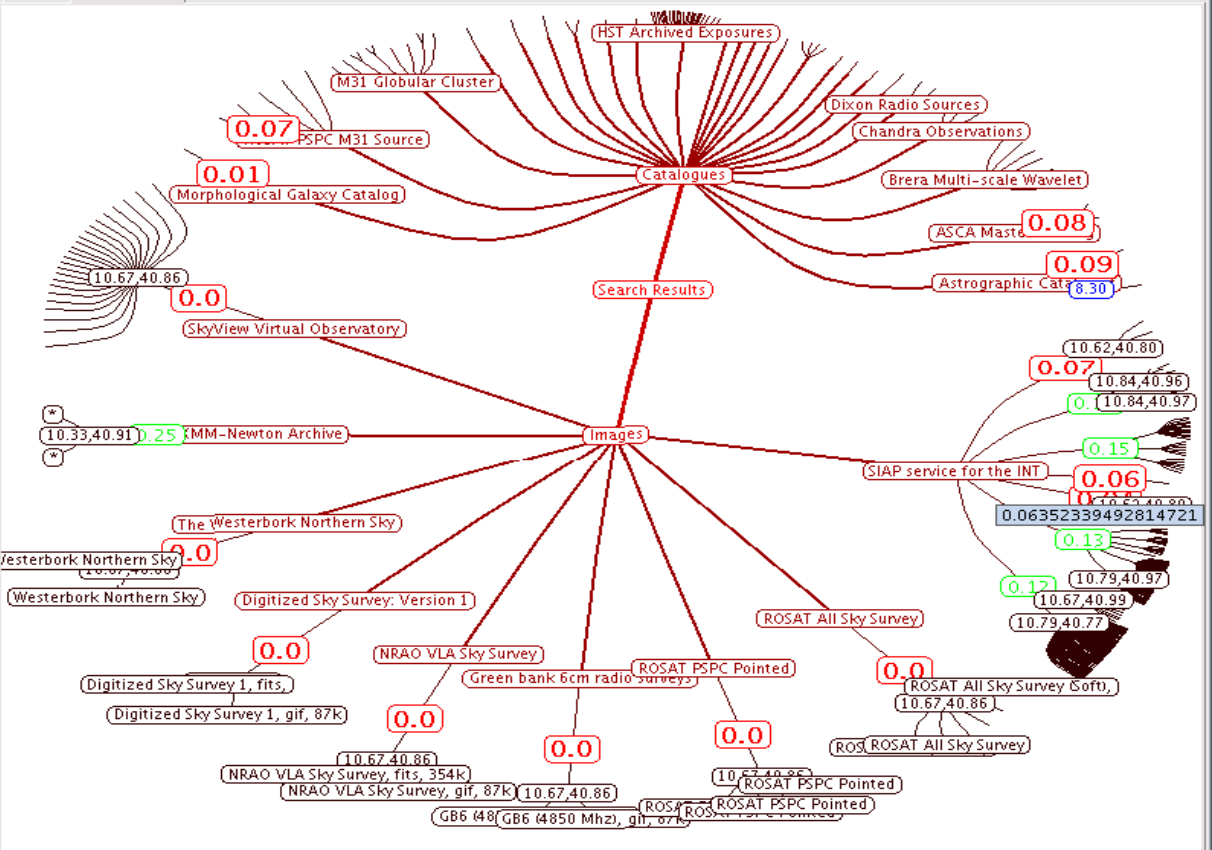 HST Archived Exposures
M31 Globular Cluster
Dixon Radio Sources
0.07
PSPC M31 Source
Chandra Observations
0.01
Catalogues
Morphological Galaxy Catalog
Brera Multi-scale Wavelet
0.08
ASCA
0.09
10.67,40.86
0.0
Search Results
Astrographic
8.30
SkyView Virtual Observatory
10.62,40.80
0.07
10.84,40.96
*
10.84,40.97
10.33,40.91
0.25
XMM-Newton Archive
Images
0.15
*
SIAP service for the INT
0.06
0.06352339492814721
The
Westerbork Northern Sky
0.13
0.0
Westerbork Northern Sky
10.79,40.97
0.12
Westerbork Northern Sky
10.67,40.99
Digitized Sky Survey: Version 1
10.79,40.77
ROSAT All Sky Survey
0.0
NRAO VLA Sky Survey
ROSAT PSPC Pointed
Green bank 6cm radio surveys
0.0
Digitized Sky Survey 1, fits,
ROSAT All Sky Survey (Soft),
10.67,40.86
Digitized Sky Survey 1, gif, 87k
0.0
0.0
0.0
ROSAT All Sky Survey
10.67,40.86
NRAO VLA Sky Survey, fits, 354k
10.67,40.86
ROSAT PSPC Pointed
NRAO VLA Sky Survey, gif, 87k
10.67,40.86
ROSAT PSPC Pointed
GB6 (4850 Mhz), gif, 87k
ROSAT PSPC Pointed